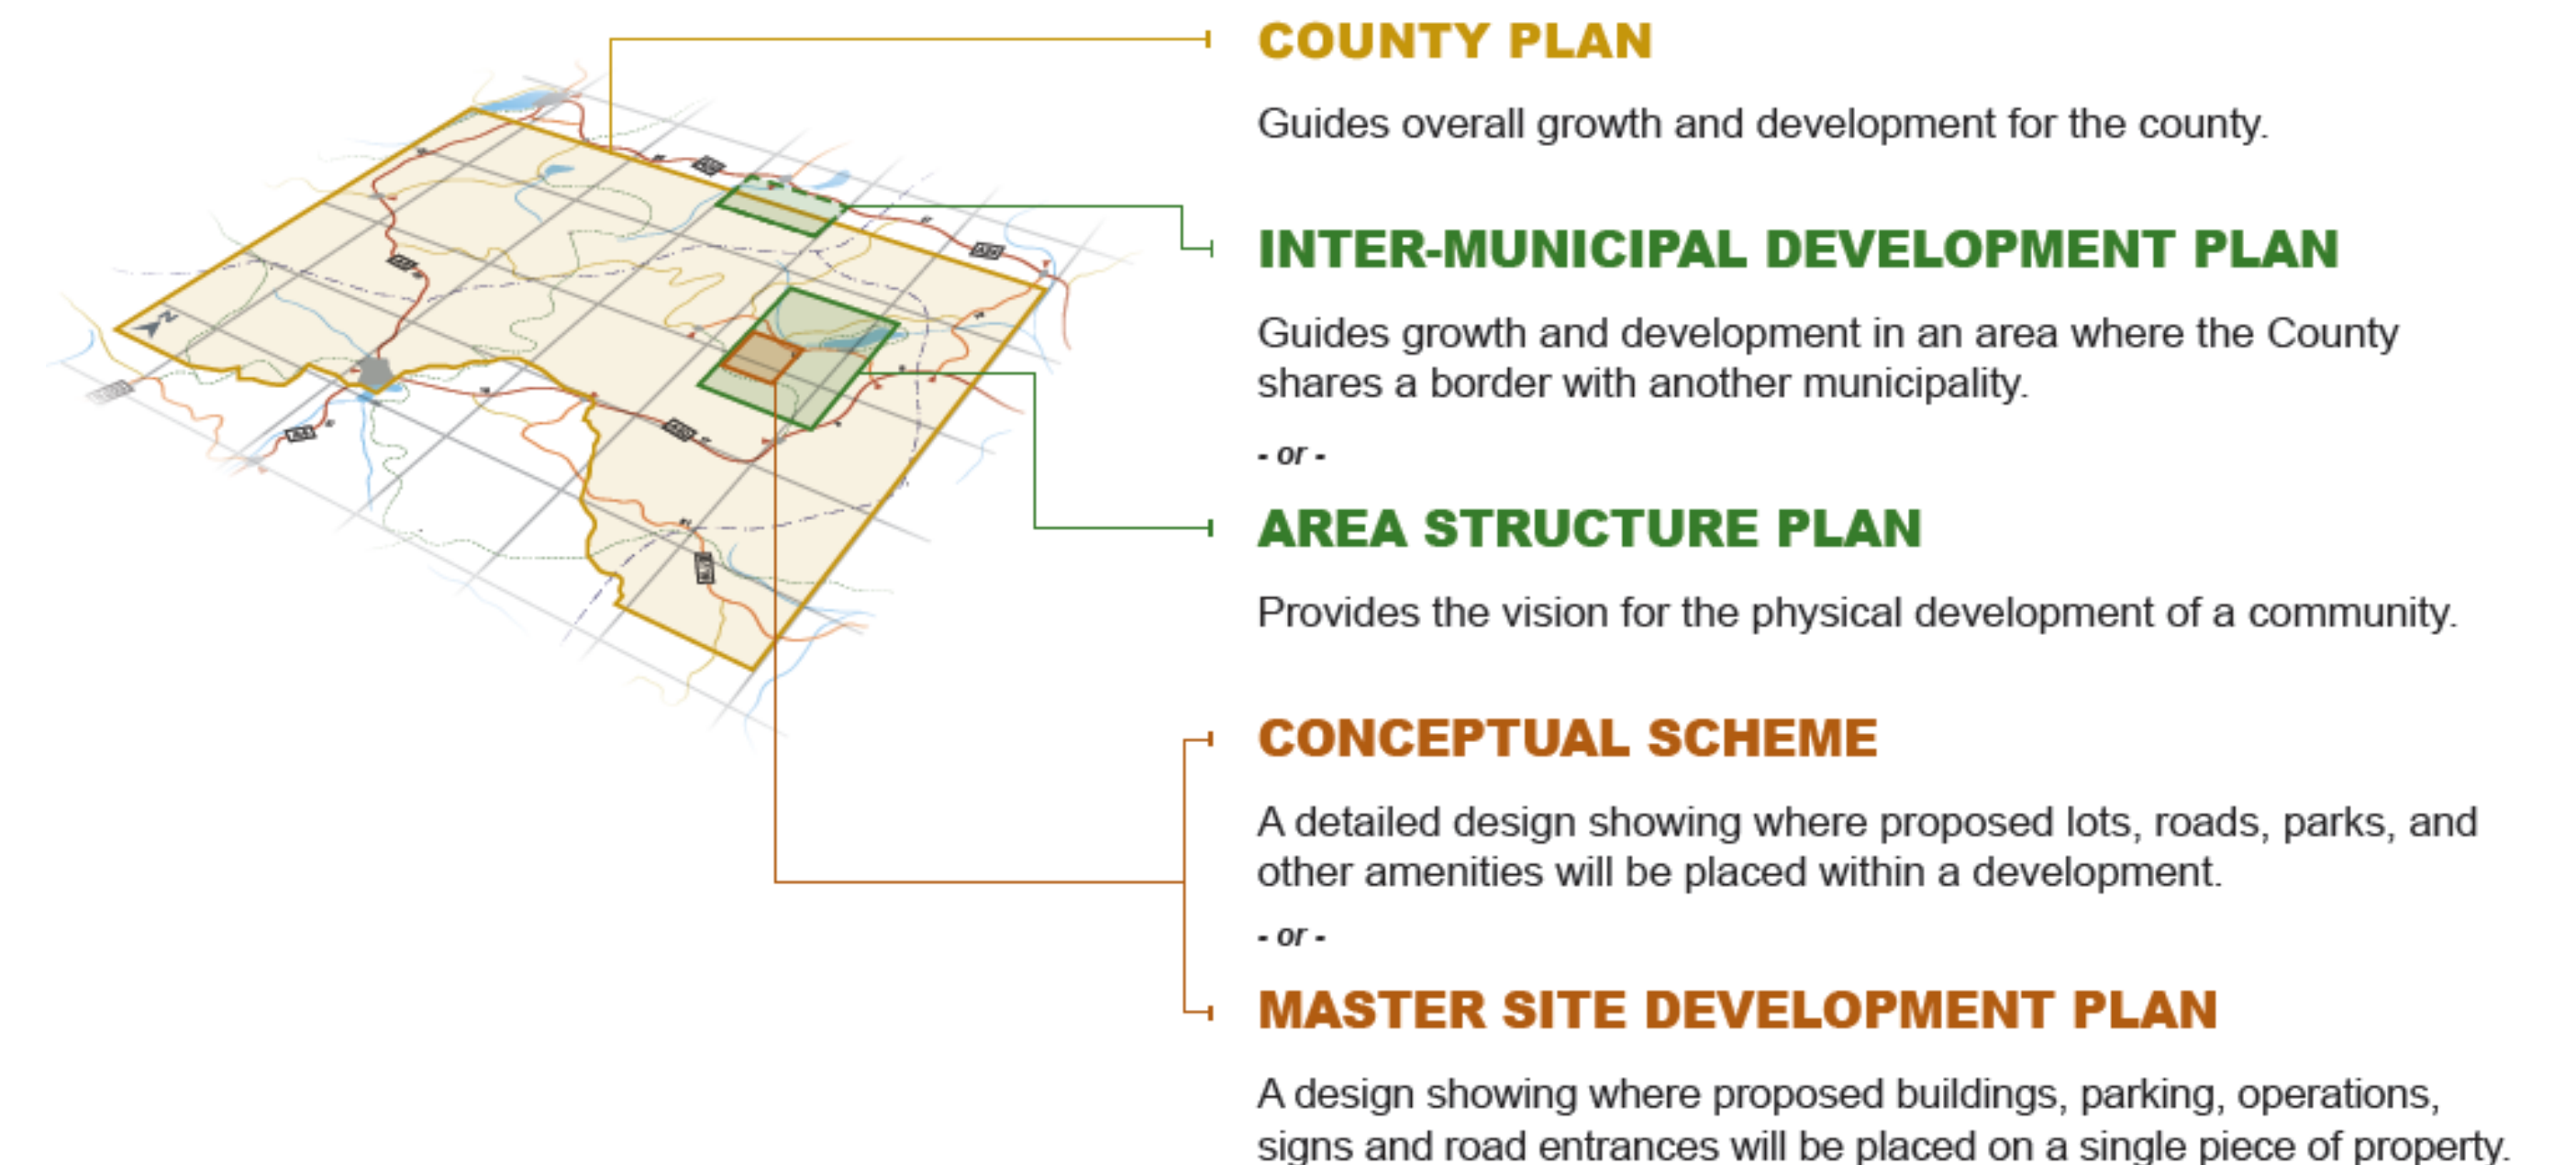 COUNTY PLAN
Guides overall growth and development for the county.
INTER-MUNICIPAL DEVELOPMENT PLAN
Guides growth and development in an area where the County
shares a border with another municipality.
- or -
AREA STRUCTURE PLAN
Provides the vision for the physical development of a community.
CONCEPTUAL SCHEME
A detailed design showing where proposed lots, roads, parks, and
other amenities will be placed within a development.
- or -
MASTER SITE DEVELOPMENT PLAN
A design showing where proposed buildings, parking, operations,
signs and road entrances will be placed on a single piece of property.
N